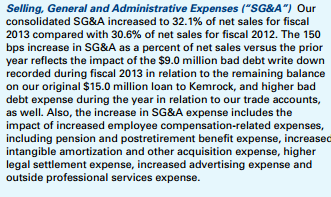 Selling, General and Administrative Expenses (“SG&A”) Our
consolidated SG&A increased to 32.1% of net sales for fiscal
2013 compared with 30.6% of net sales for fiscal 2012. The 150
bps increase in SG&A as a percent of net sales versus the prior
year reflects the impact of the $9.0 million bad debt write down
recorded during fiscal 2013 in relation to the remaining balance
on our original $15.0 million loan to Kemrock, and higher bad
debt expense during the year in relation to our trade accounts,
as well. Also, the increase in SG&A expense includes the
impact of increased employee compensation-related expenses,
including pension and postretirement benefit expense, increased
intangible amortization and other acquisition expense, higher
legal settlement expense, increased advertising expense and
outside professional services expense.